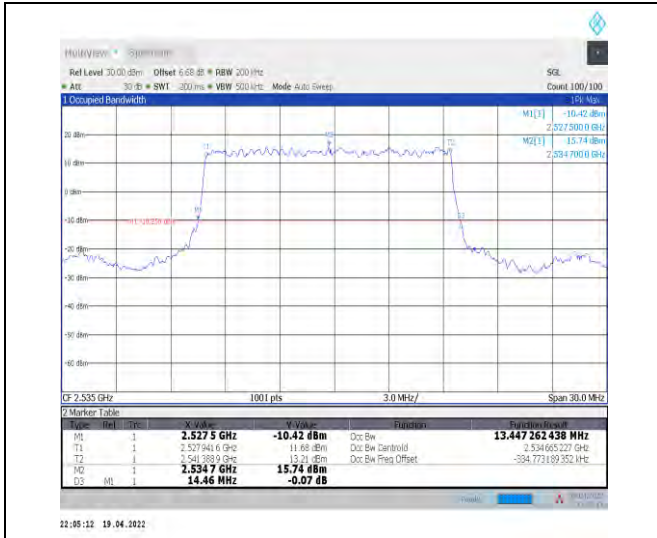 MultiView Spectrum
Ref Level 30.00 dBm Offset 6.68 dB RBW 200 kHz SGL
Att 30 dB SWT 200 ms VBW 500 kHz Mode Auto Sweep Count 100/100
1 Occupied Bandwidth 1Pk Max
M1[1] -10.42 dBm
2.527500 0 GHz
M2[1] 15.74 dBm
2.534700 0 GHz
20 dBm
10 dBm
0 dBm
-10 dBm
-20 dBm
-30 dBm
-40 dBm
-50 dBm
-60 dBm
T1
M2
T2
M1
CF 2.535 GHz 1001 pts 3.0 MHz/ Span 30.0 MHz
2 Marker Table
Type Ref Trc X-Value Y-Value Function Function Result
M1 1 2.527 5 GHz -10.42 dBm Occ Bw 13.447 262 438 MHz
T1 1 2.527 941 6 GHz 11.68 dBm Occ Bw Centroid 2.534 665 227 GHz
T2 1 2.541 388 9 GHz 13.21 dBm Occ Bw Freq Offset -334.773 189 352 kHz
M2 1 2.534 7 GHz 15.74 dBm
D3 M1 1 14.46 MHz -0.07 dB
22:05:12 19.04.2022